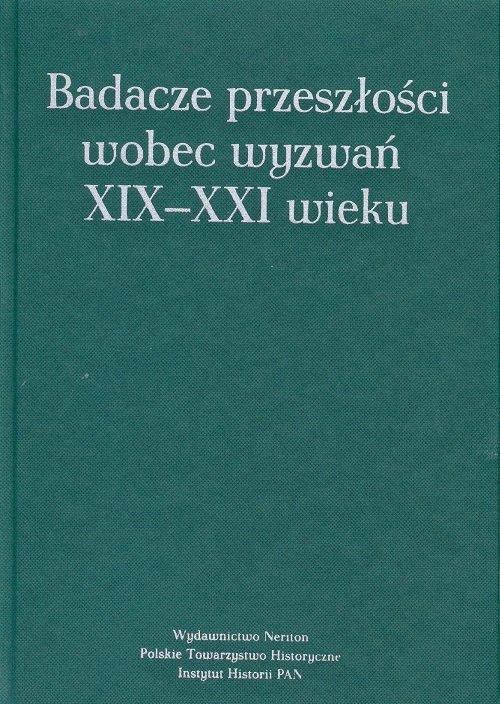 Badacze przeszłości
wobec wyzwań
XIX–XXI wieku
Wydawnictwo Neriton
Polskie Towarzystwo Historyczne
Instytut Historii PAN